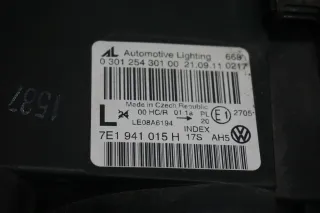 AL Automotive Lighting 668
0 301 254 301 00 21.09.11 0217
Made in Czech Republic
L 00 HC/R 01 1a PL E1 2705
LE08A6194 20
INDEX
7E1 941 015 H 17S AH5
1587